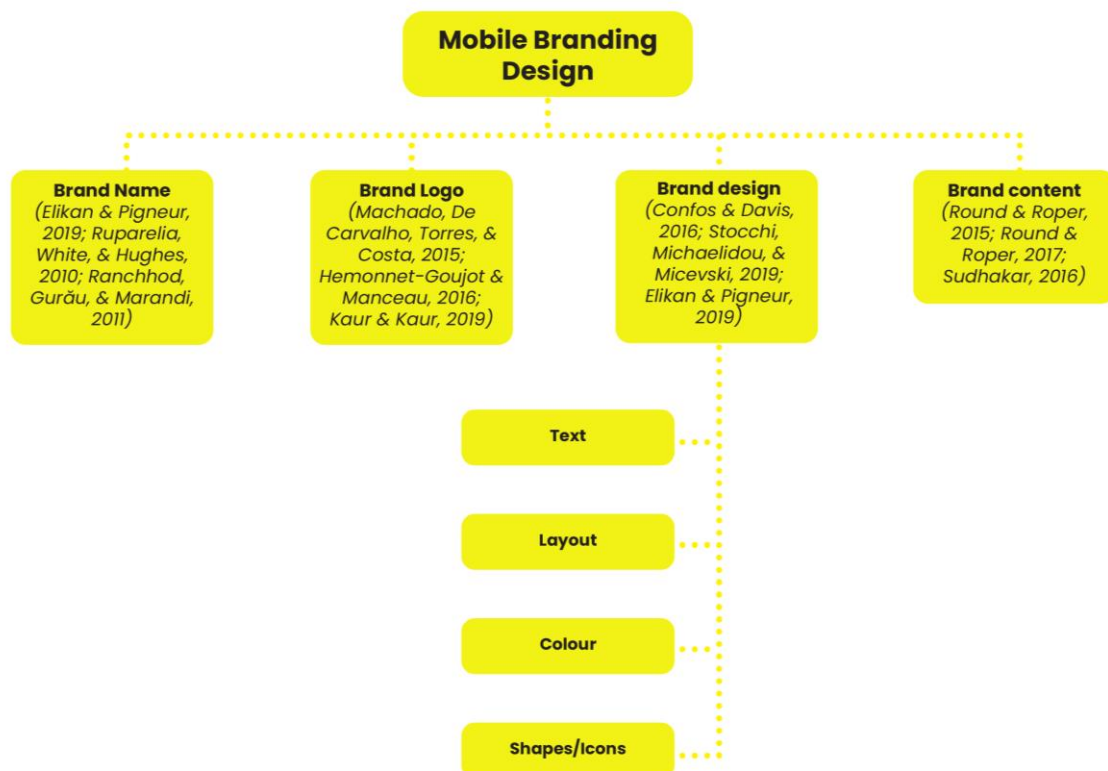 Mobile Branding
Design
Brand Name
(Elikan & Pigneur,
2019; Ruparelia,
White, & Hughes,
2010; Ranchhod,
Gurău, & Marandi,
2011)
Brand Logo
(Machado, De
Carvalho, Torres, &
Costa, 2015;
Hemonnet-Goujot &
Manceau, 2016;
Kaur & Kaur, 2019)
Brand design
(Confos & Davis,
2016; Stocchi,
Michaelidou, &
Micevski, 2019;
Elikan & Pigneur,
2019)
Brand content
(Round & Roper,
2015; Round &
Roper, 2017;
Sudhakar, 2016)
Text
Layout
Colour
Shapes/Icons